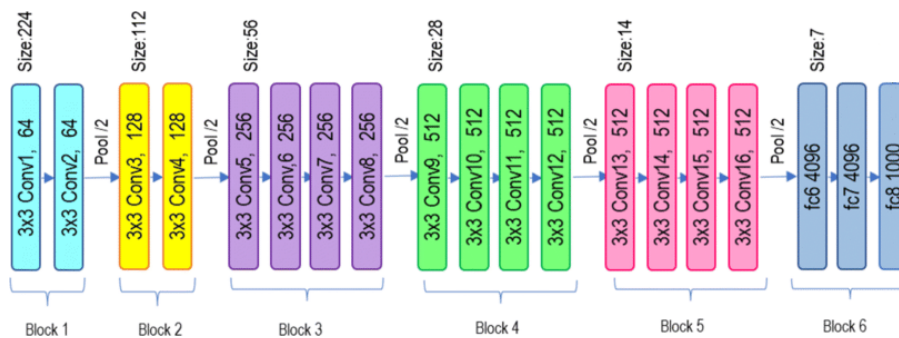 Size:224
3x3 Conv1, 64
3x3 Conv2, 64
Pool /2
Size:112
3x3 Conv3, 128
3x3 Conv4, 128
Pool /2
Size:56
3x3 Conv5, 256
3x3 Conv,6 256
3x3 Conv7, 256
3x3 Conv8, 256
Pool /2
Size:28
3x3 Conv9, 512
3x3 Conv10, 512
3x3 Conv11, 512
3x3 Conv12, 512
Pool /2
Size:14
3x3 Conv13, 512
3x3 Conv14, 512
3x3 Conv15, 512
3x3 Conv16, 512
Pool /2
Size:7
fc6 4096
fc7 4096
fc8 1000
Block 1
Block 2
Block 3
Block 4
Block 5
Block 6